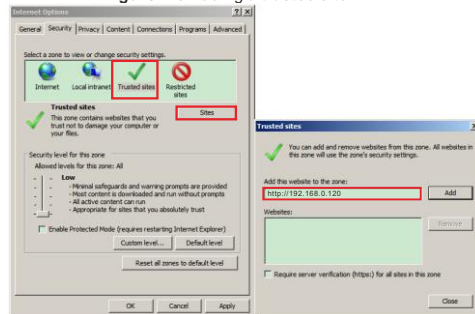 Internet Options
General Security Privacy Content Connections Programs Advanced
Select a zone to view or change security settings.
Internet Local intranet Trusted sites Restricted sites
Trusted sites
Sites
This zone contains websites that you
trust not to damage your computer or
your files.
Security level for this zone
Allowed levels for this zone: All
Low
- Minimal safeguards and warning prompts are provided
- Most content is downloaded and run without prompts
- All active content can run
- Appropriate for sites that you absolutely trust
Enable Protected Mode (requires restarting Internet Explorer)
Custom level... Default level
Reset all zones to default level
OK Cancel Apply
Trusted sites
You can add and remove websites from this zone. All websites in
this zone will use the zone's security settings.
Add this website to the zone:
http://192.168.0.120 Add
Websites:
Remove
Require server verification (https:) for all sites in this zone
Close